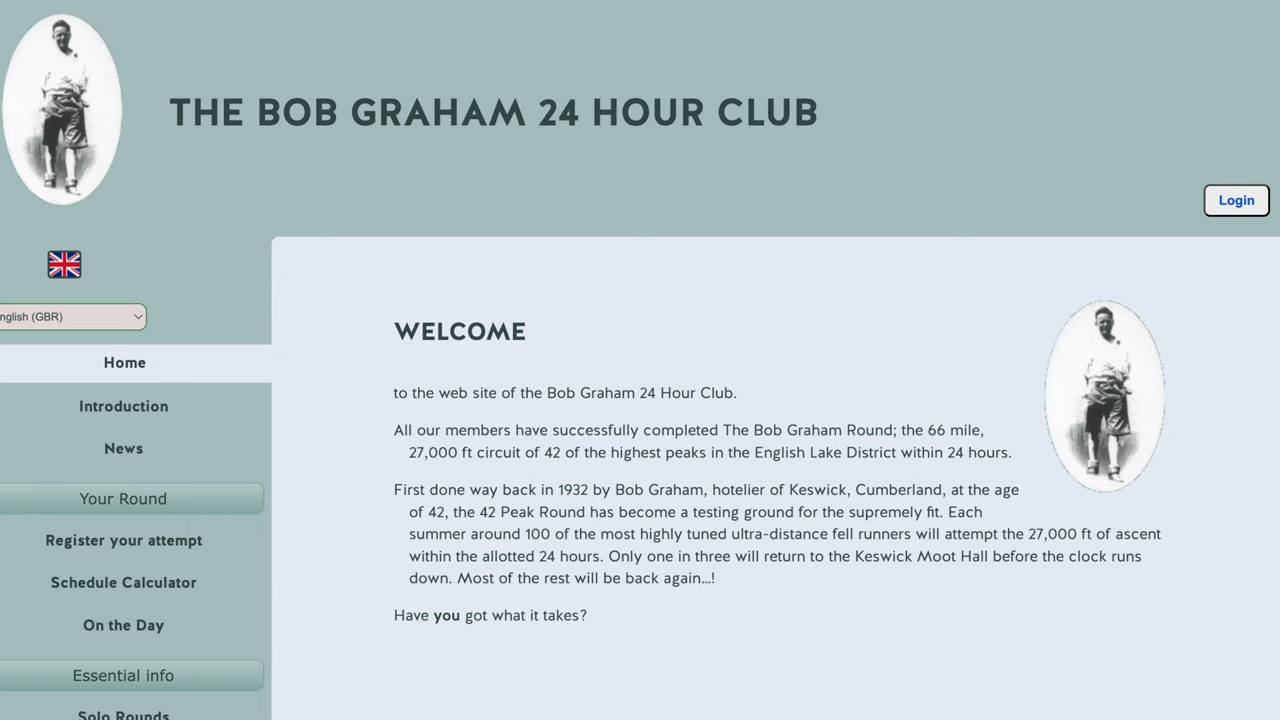 THE BOB GRAHAM 24 HOUR CLUB
Login
nglish (GBR)
Home
Introduction
News
Your Round
Register your attempt
Schedule Calculator
On the Day
Essential info
Solo Rounds
WELCOME
to the web site of the Bob Graham 24 Hour Club.
All our members have successfully completed The Bob Graham Round; the 66 mile,
27,000 ft circuit of 42 of the highest peaks in the English Lake District within 24 hours.
First done way back in 1932 by Bob Graham, hotelier of Keswick, Cumberland, at the age
of 42, the 42 Peak Round has become a testing ground for the supremely fit. Each
summer around 100 of the most highly tuned ultra-distance fell runners will attempt the 27,000 ft of ascent
within the allotted 24 hours. Only one in three will return to the Keswick Moot Hall before the clock runs
down. Most of the rest will be back again...!
Have you got what it takes?